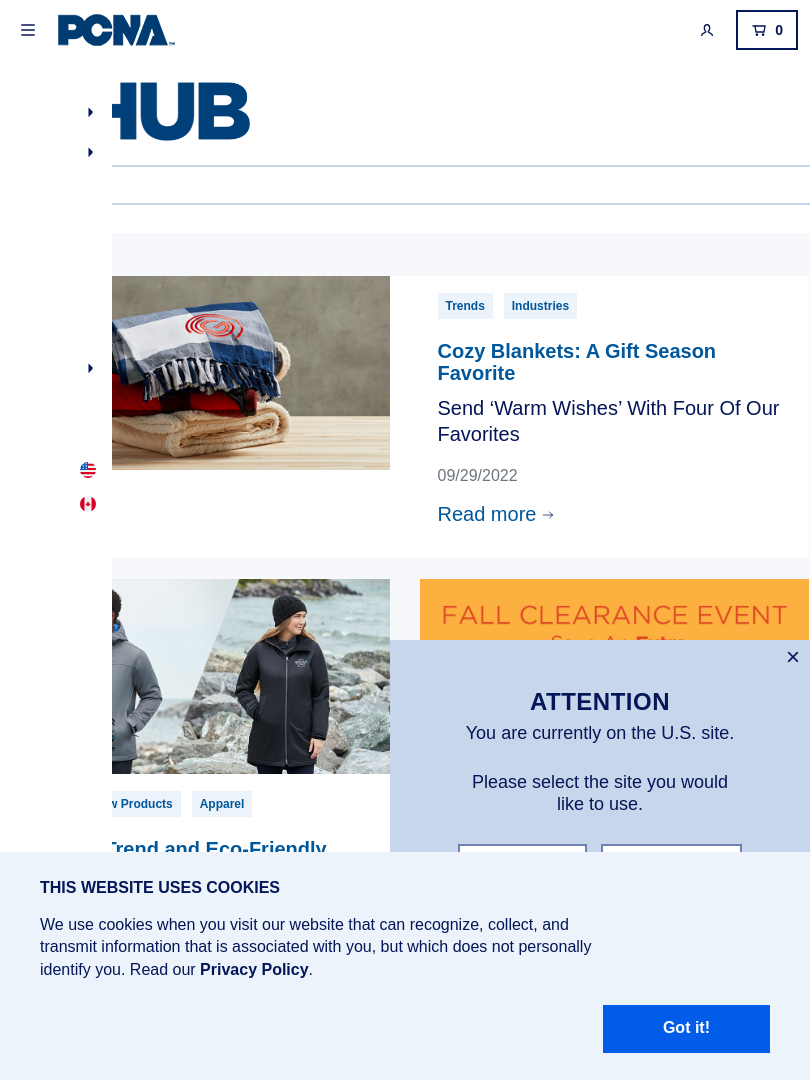 PCNA
0
HUB
Trends
Industries
Cozy Blankets: A Gift Season
Favorite
Send ‘Warm Wishes’ With Four Of Our
Favorites
09/29/2022
Read more
FALL CLEARANCE EVENT
Save An Extra
w Products
Apparel
Trend and Eco-Friendly
ATTENTION
You are currently on the U.S. site.
Please select the site you would
like to use.
THIS WEBSITE USES COOKIES
We use cookies when you visit our website that can recognize, collect, and
transmit information that is associated with you, but which does not personally
identify you. Read our Privacy Policy.
Got it!